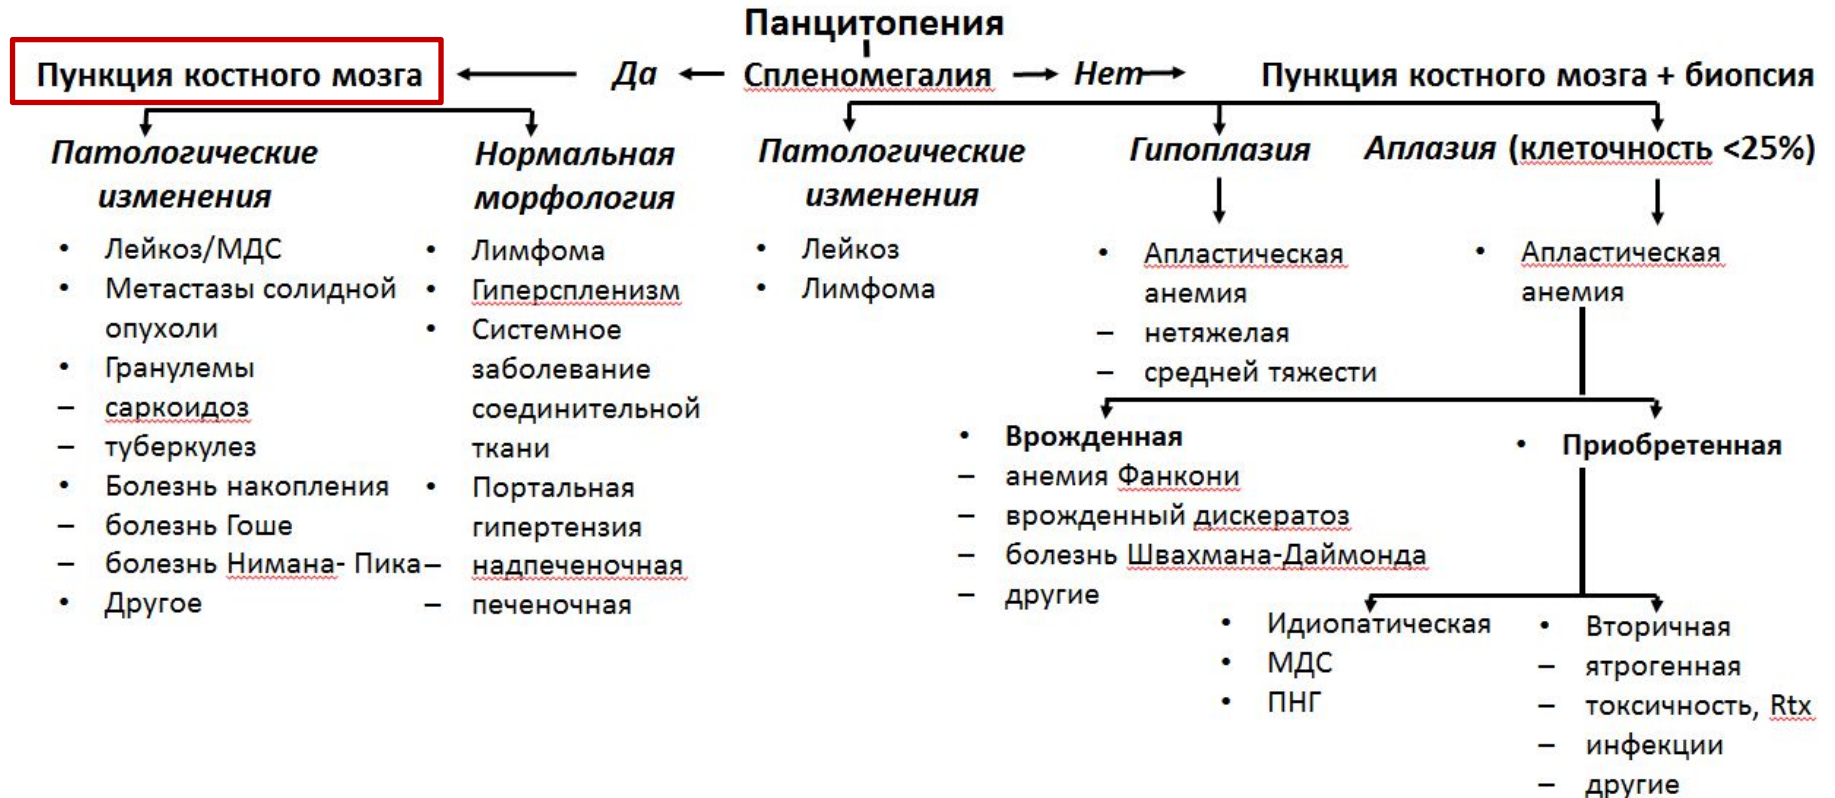 Панцитопения
Пункция костного мозга
Да
Спленомегалия
Нет
Пункция костного мозга + биопсия
Патологические
изменения
• Лейкоз/МДС
• Метастазы солидной
опухоли
• Гранулемы
– саркоидоз
– туберкулез
• Болезнь накопления
– болезнь Гоше
– болезнь Нимана- Пика
• Другое
Нормальная
морфология
• Лимфома
• Гиперспленизм
• Системное
заболевание
соединительной
ткани
• Портальная
гипертензия
– надпеченочная
– печеночная
Патологические
изменения
• Лейкоз
• Лимфома
Гипоплазия
• Апластическая
анемия
– нетяжелая
– средней тяжести
Аплазия (клеточность <25%)
• Апластическая
анемия
• Врожденная
– анемия Фанкони
– врожденный дискератоз
– болезнь Швахмана-Даймонда
– другие
• Приобретенная
• Идиопатическая
• МДС
• ПНГ
• Вторичная
– ятрогенная
– токсичность, Rtx
– инфекции
– другие